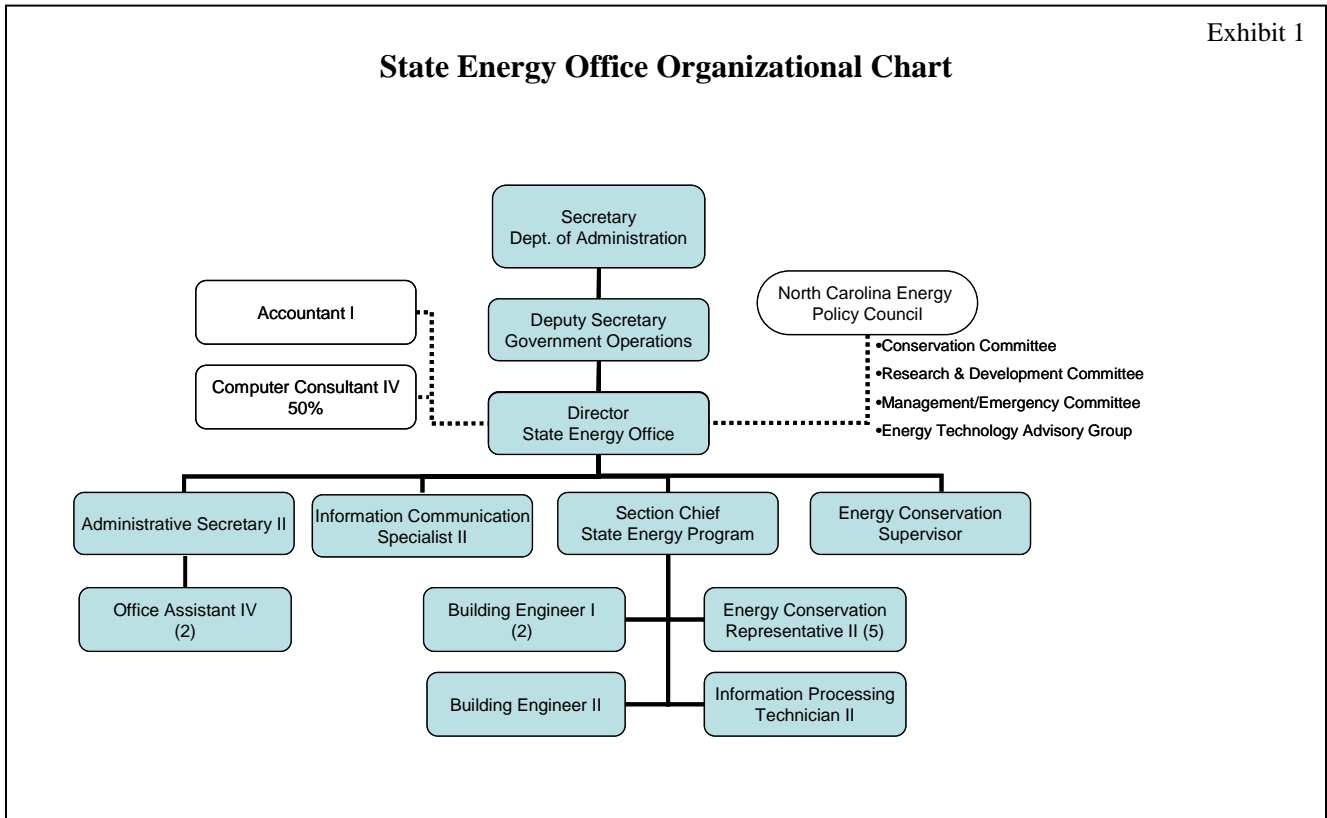 Exhibit 1
State Energy Office Organizational Chart
Secretary
Dept. of Administration
Accountant I
North Carolina Energy
Policy Council
Deputy Secretary
Government Operations
•Conservation Committee
•Research & Development Committee
•Management/Emergency Committee
•Energy Technology Advisory Group
Computer Consultant IV
50%
Director
State Energy Office
Administrative Secretary II
Information Communication
Specialist II
Section Chief
State Energy Program
Energy Conservation
Supervisor
Office Assistant IV
(2)
Building Engineer I
(2)
Energy Conservation
Representative II (5)
Building Engineer II
Information Processing
Technician II